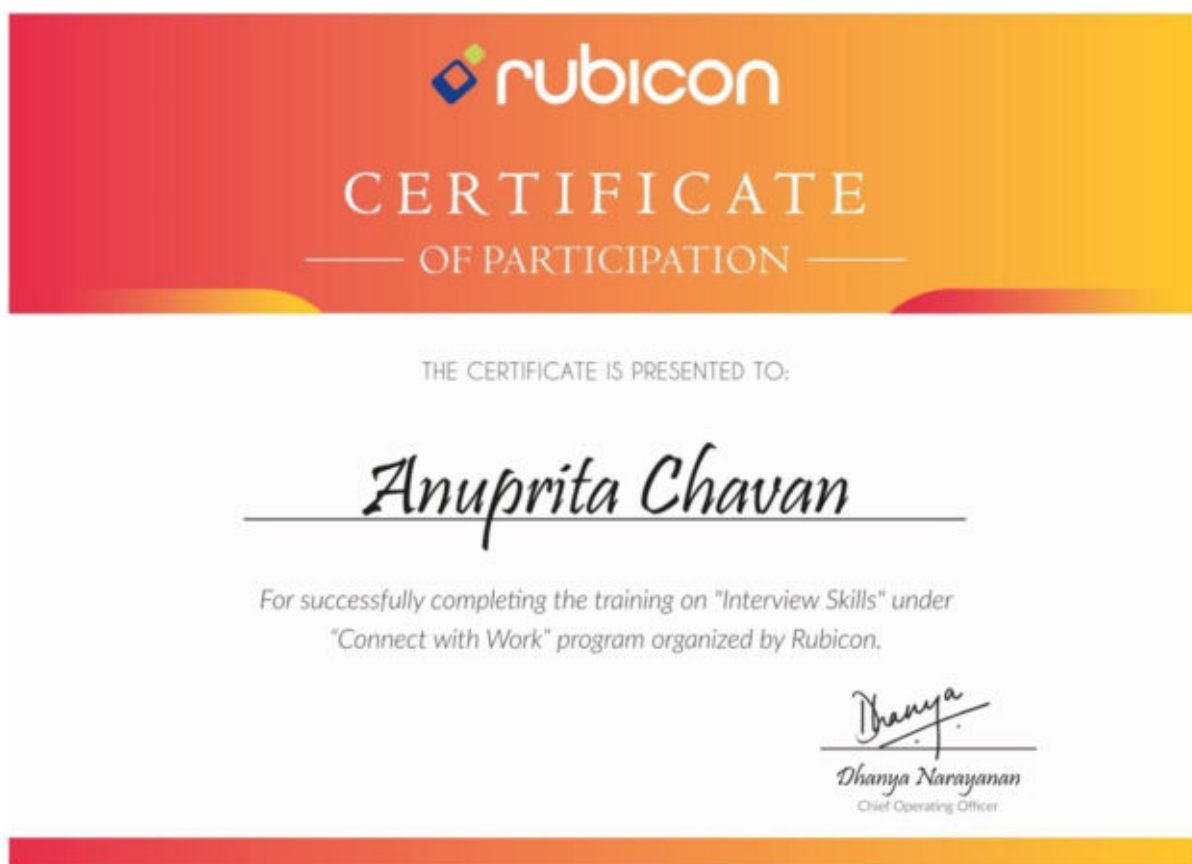 rubicon
CERTIFICATE
OF PARTICIPATION
THE CERTIFICATE IS PRESENTED TO:
Anuprita Chavan
For successfully completing the training on "Interview Skills" under
"Connect with Work" program organized by Rubicon.
Dhanya
Dhanya Narayanan
Chief Operating Officer